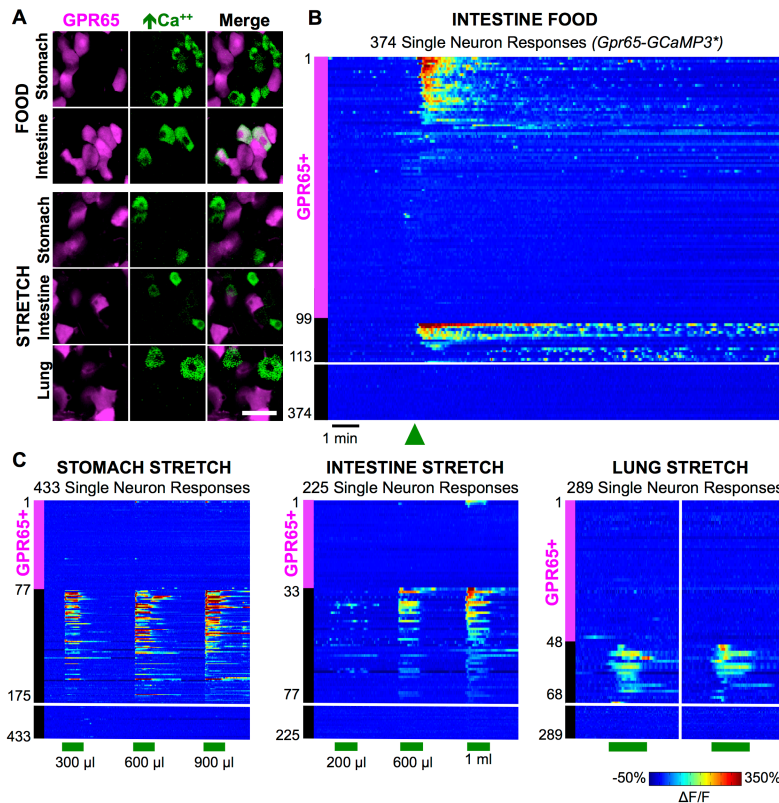 A
GPR65
↑Ca++
Merge
FOOD
Stomach
Intestine
STRETCH
Stomach
Intestine
Lung
B
INTESTINE FOOD
374 Single Neuron Responses (Gpr65-GCaMP3*)
1
GPR65+
99
113
374
1 min
C
STOMACH STRETCH
433 Single Neuron Responses
1
GPR65+
77
175
433
300 µl
600 µl
900 µl
INTESTINE STRETCH
225 Single Neuron Responses
1
GPR65+
33
77
225
200 µl
600 µl
1 ml
LUNG STRETCH
289 Single Neuron Responses
1
GPR65+
48
68
289
-50%
350%
ΔF/F